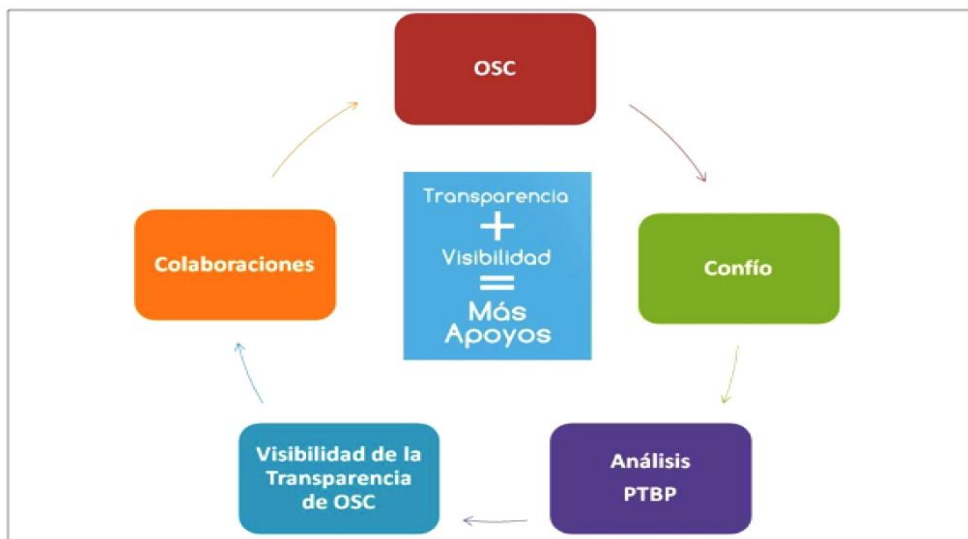 OSC
Transparencia
+
Visibilidad
=
Más
Apoyos
Colaboraciones
Confío
Visibilidad de la
Transparencia
de OSC
Análisis
PTBP